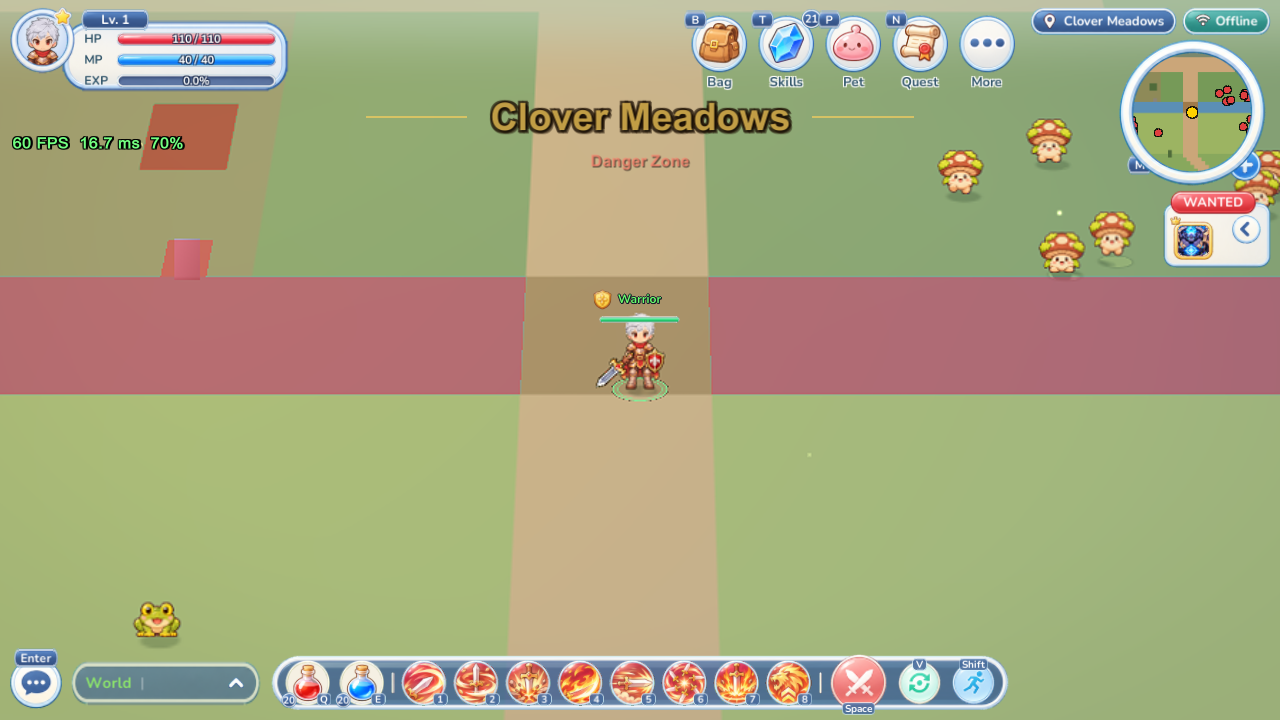 Lv. 1
HP 110/110
MP 40/40
EXP 0.0%
60 FPS 16.7 ms 70%
B
Bag
T
21
Skills
P
Pet
N
Quest
More
Clover Meadows
Offline
Clover Meadows
Danger Zone
M
WANTED
Warrior
Enter
World
20 Q
20 E
1
2
3
4
5
6
7
8
Space
V
Shift